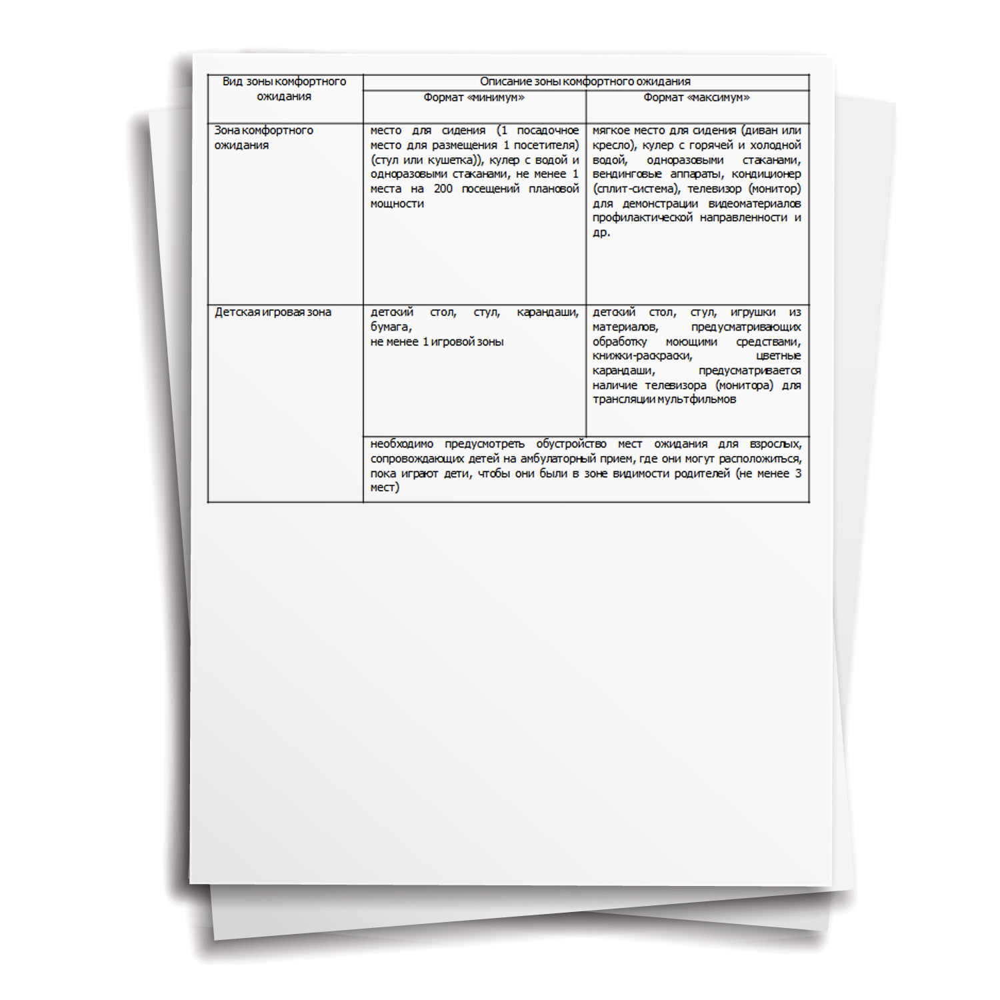 Вид зоны комфортного
ожидания
Описание зоны комфортного ожидания
Формат «минимум»
Формат «максимум»
Зона комфортного
ожидания
место для сидения (1 посадочное
место для размещения 1 посетителя)
(стул или кушетка)), кулер с водой и
одноразовыми стаканами, не менее 1
места на 200 посещений плановой
мощности
мягкое место для сидения (диван или
кресло), кулер с горячей и холодной
водой, одноразовыми стаканами,
вендинговые аппараты, кондиционер
(сплит-система), телевизор (монитор)
для демонстрации видеоматериалов
профилактической направленности и
др.
Детская игровая зона
детский стол, стул, карандаши,
бумага,
не менее 1 игровой зоны
детский стол, стул, игрушки из
материалов, предусматривающих
обработку моющими средствами,
книжки-раскраски, цветные
карандаши, предусматривается
наличие телевизора (монитора) для
трансляции мультфильмов
необходимо предусмотреть обустройство мест ожидания для взрослых,
сопровождающих детей на амбулаторный прием, где они могут расположиться,
пока играют дети, чтобы они были в зоне видимости родителей (не менее 3
мест)